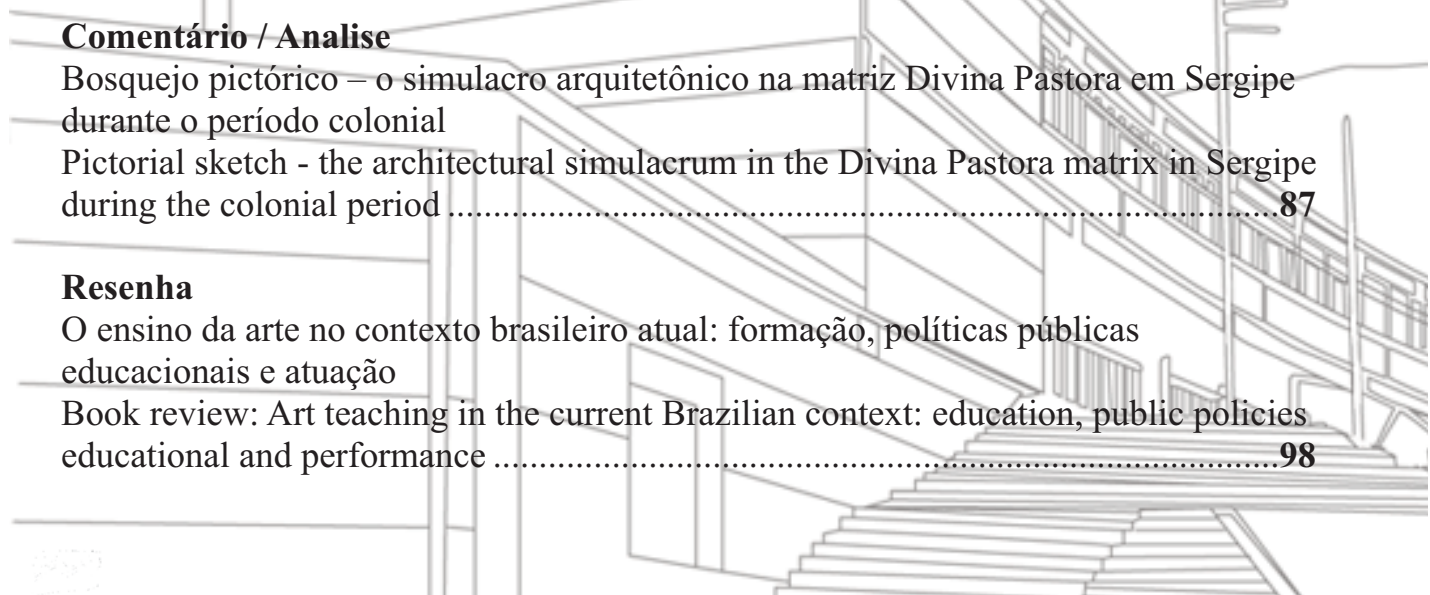 Comentário / Analise
Bosquejo pictórico – o simulacro arquitetônico na matriz Divina Pastora em Sergipe
durante o período colonial
Pictorial sketch - the architectural simulacrum in the Divina Pastora matrix in Sergipe
during the colonial period ............................................................................................87
Resenha
O ensino da arte no contexto brasileiro atual: formação, políticas públicas
educacionais e atuação
Book review: Art teaching in the current Brazilian context: education, public policies
educational and performance .......................................................................................98